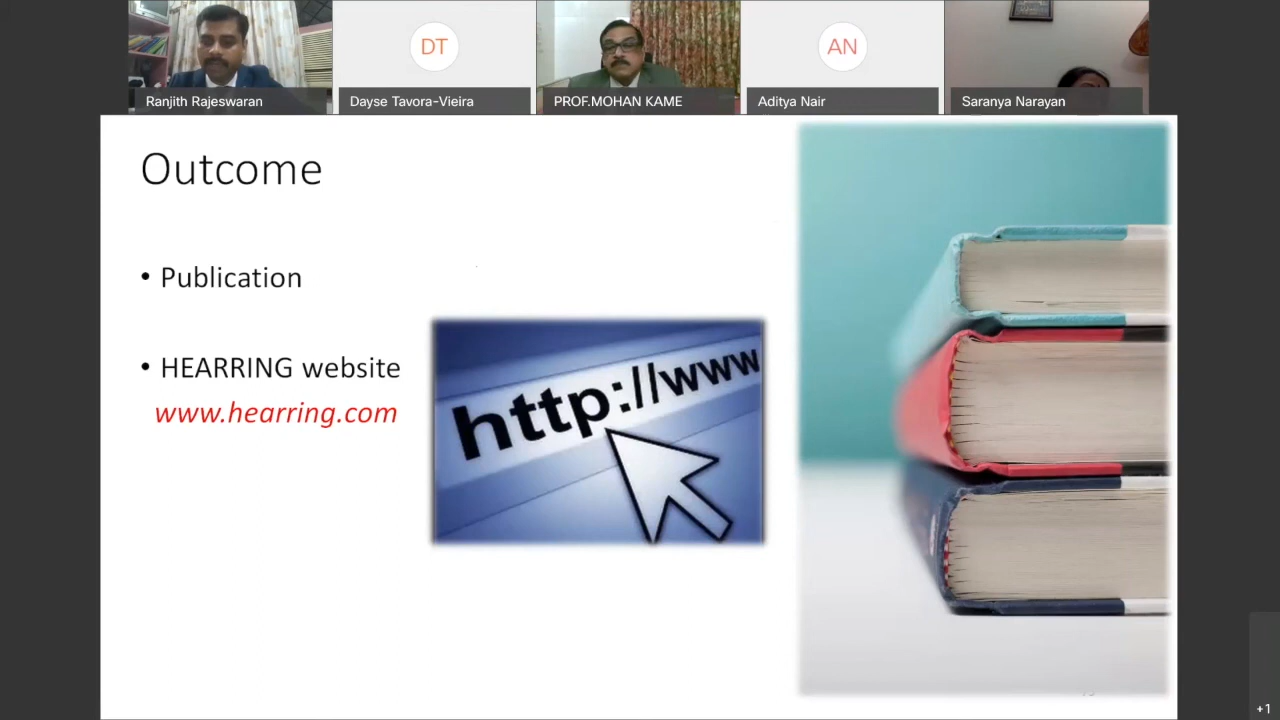 DT
AN
Ranjith Rajeswaran
Dayse Tavora-Vieira
PROF.MOHAN KAME
Aditya Nair
Saranya Narayan
Outcome
• Publication
• HEARRING website
www.hearring.com
http://www
+1